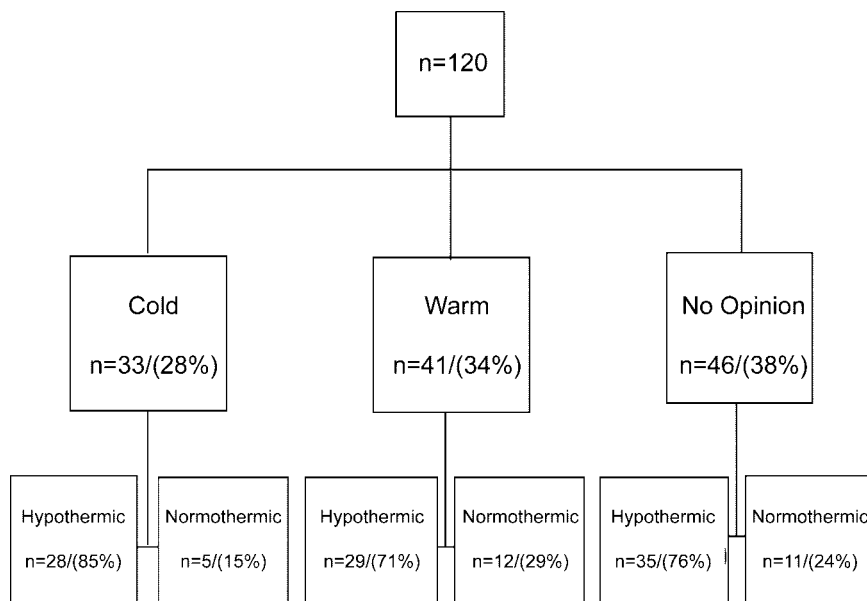 n=120
Cold
n=33/(28%)
Warm
n=41/(34%)
No Opinion
n=46/(38%)
Hypothermic
n=28/(85%)
Normothermic
n=5/(15%)
Hypothermic
n=29/(71%)
Normothermic
n=12/(29%)
Hypothermic
n=35/(76%)
Normothermic
n=11/(24%)